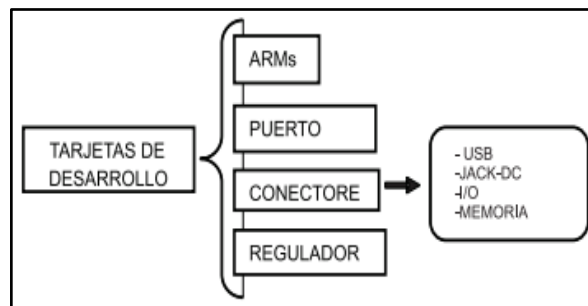 ARMs
PUERTO
TARJETAS DE
DESARROLLO
CONECTORE
REGULADOR
- USB
-JACK-DC
-I/O
-MEMORIA